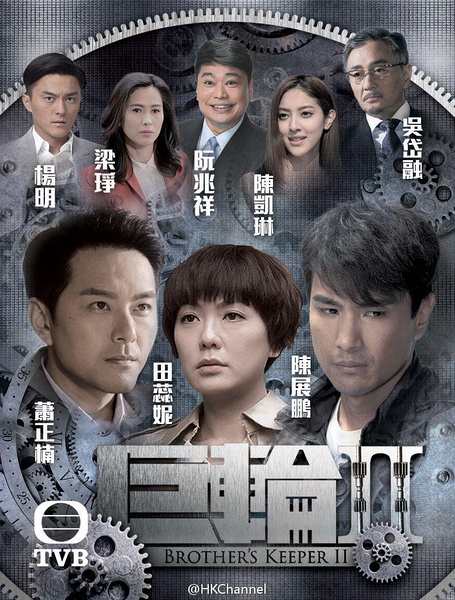 楊明
梁琤
阮兆祥
陳凱琳
吳岱融
蕭正楠
田蕊妮
陳展鵬
巨輪II
BROTHER'S KEEPER II
TVB
@HKChannel